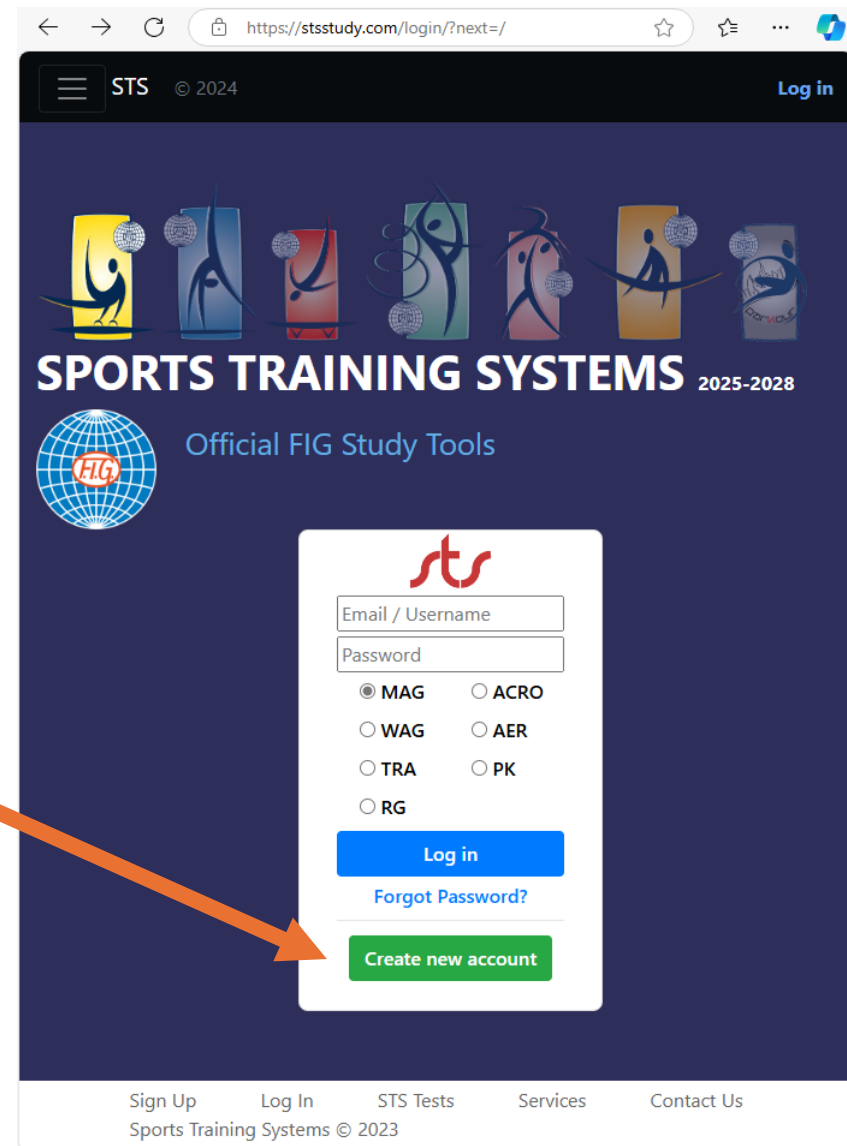 https://stsstudy.com/login/?next=/
STS © 2024 Log in
parkour
SPORTS TRAINING SYSTEMS 2025-2028
F.I.G.
Official FIG Study Tools
sts
Email / Username
Password
MAG ACRO
WAG AER
TRA PK
RG
Log in
Forgot Password?
Create new account
Sign Up Log In STS Tests Services Contact Us
Sports Training Systems © 2023